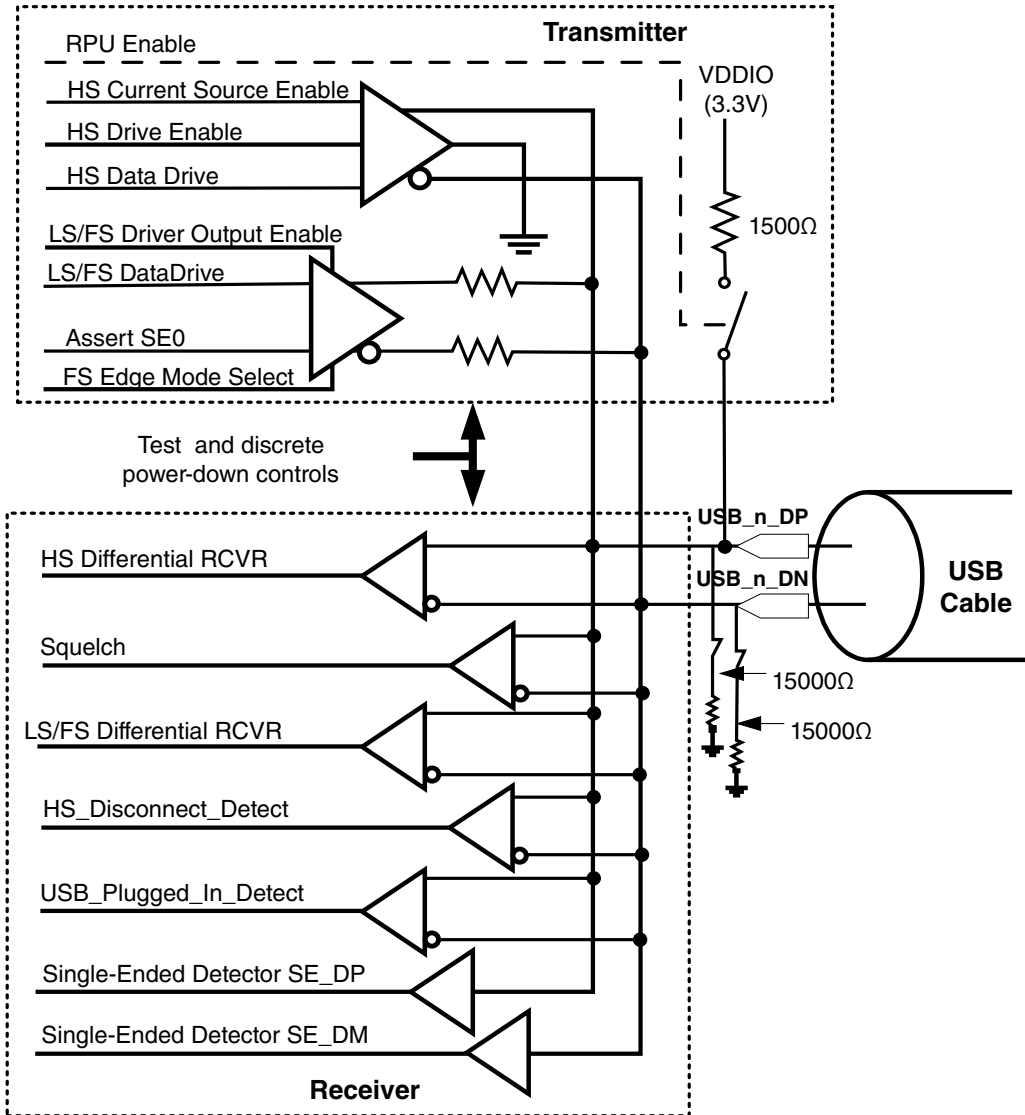 Transmitter
RPU Enable
HS Current Source Enable
HS Drive Enable
HS Data Drive
VDDIO
(3.3V)
1500Ω
LS/FS Driver Output Enable
LS/FS DataDrive
Assert SE0
FS Edge Mode Select
Test and discrete
power-down controls
USB_n_DP
USB_n_DN
USB
Cable
15000Ω
15000Ω
HS Differential RCVR
Squelch
LS/FS Differential RCVR
HS_Disconnect_Detect
USB_Plugged_In_Detect
Single-Ended Detector SE_DP
Single-Ended Detector SE_DM
Receiver